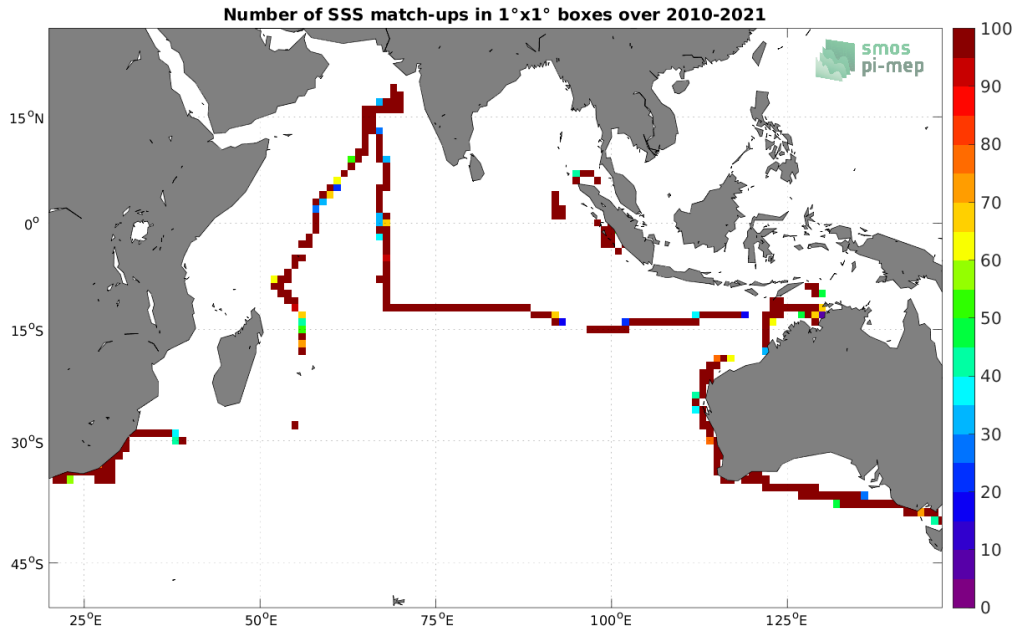 Number of SSS match-ups in 1°x1° boxes over 2010-2021
smos
pi-mep
15°N
0°
15°S
30°S
45°S
25°E
50°E
75°E
100°E
125°E
100
90
80
70
60
50
40
30
20
10
0